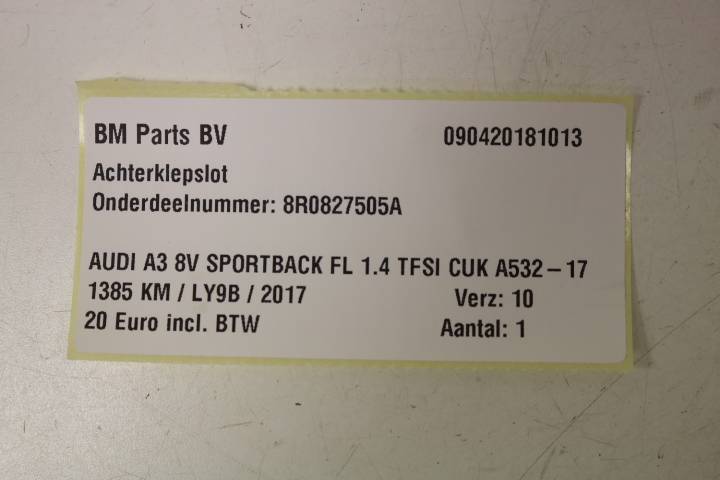 BM Parts BV 090420181013
Achterklepslot
Onderdeelnummer: 8R0827505A
AUDI A3 8V SPORTBACK FL 1.4 TFSI CUK A532-17
1385 KM / LY9B / 2017 Verz: 10
20 Euro incl. BTW Aantal: 1